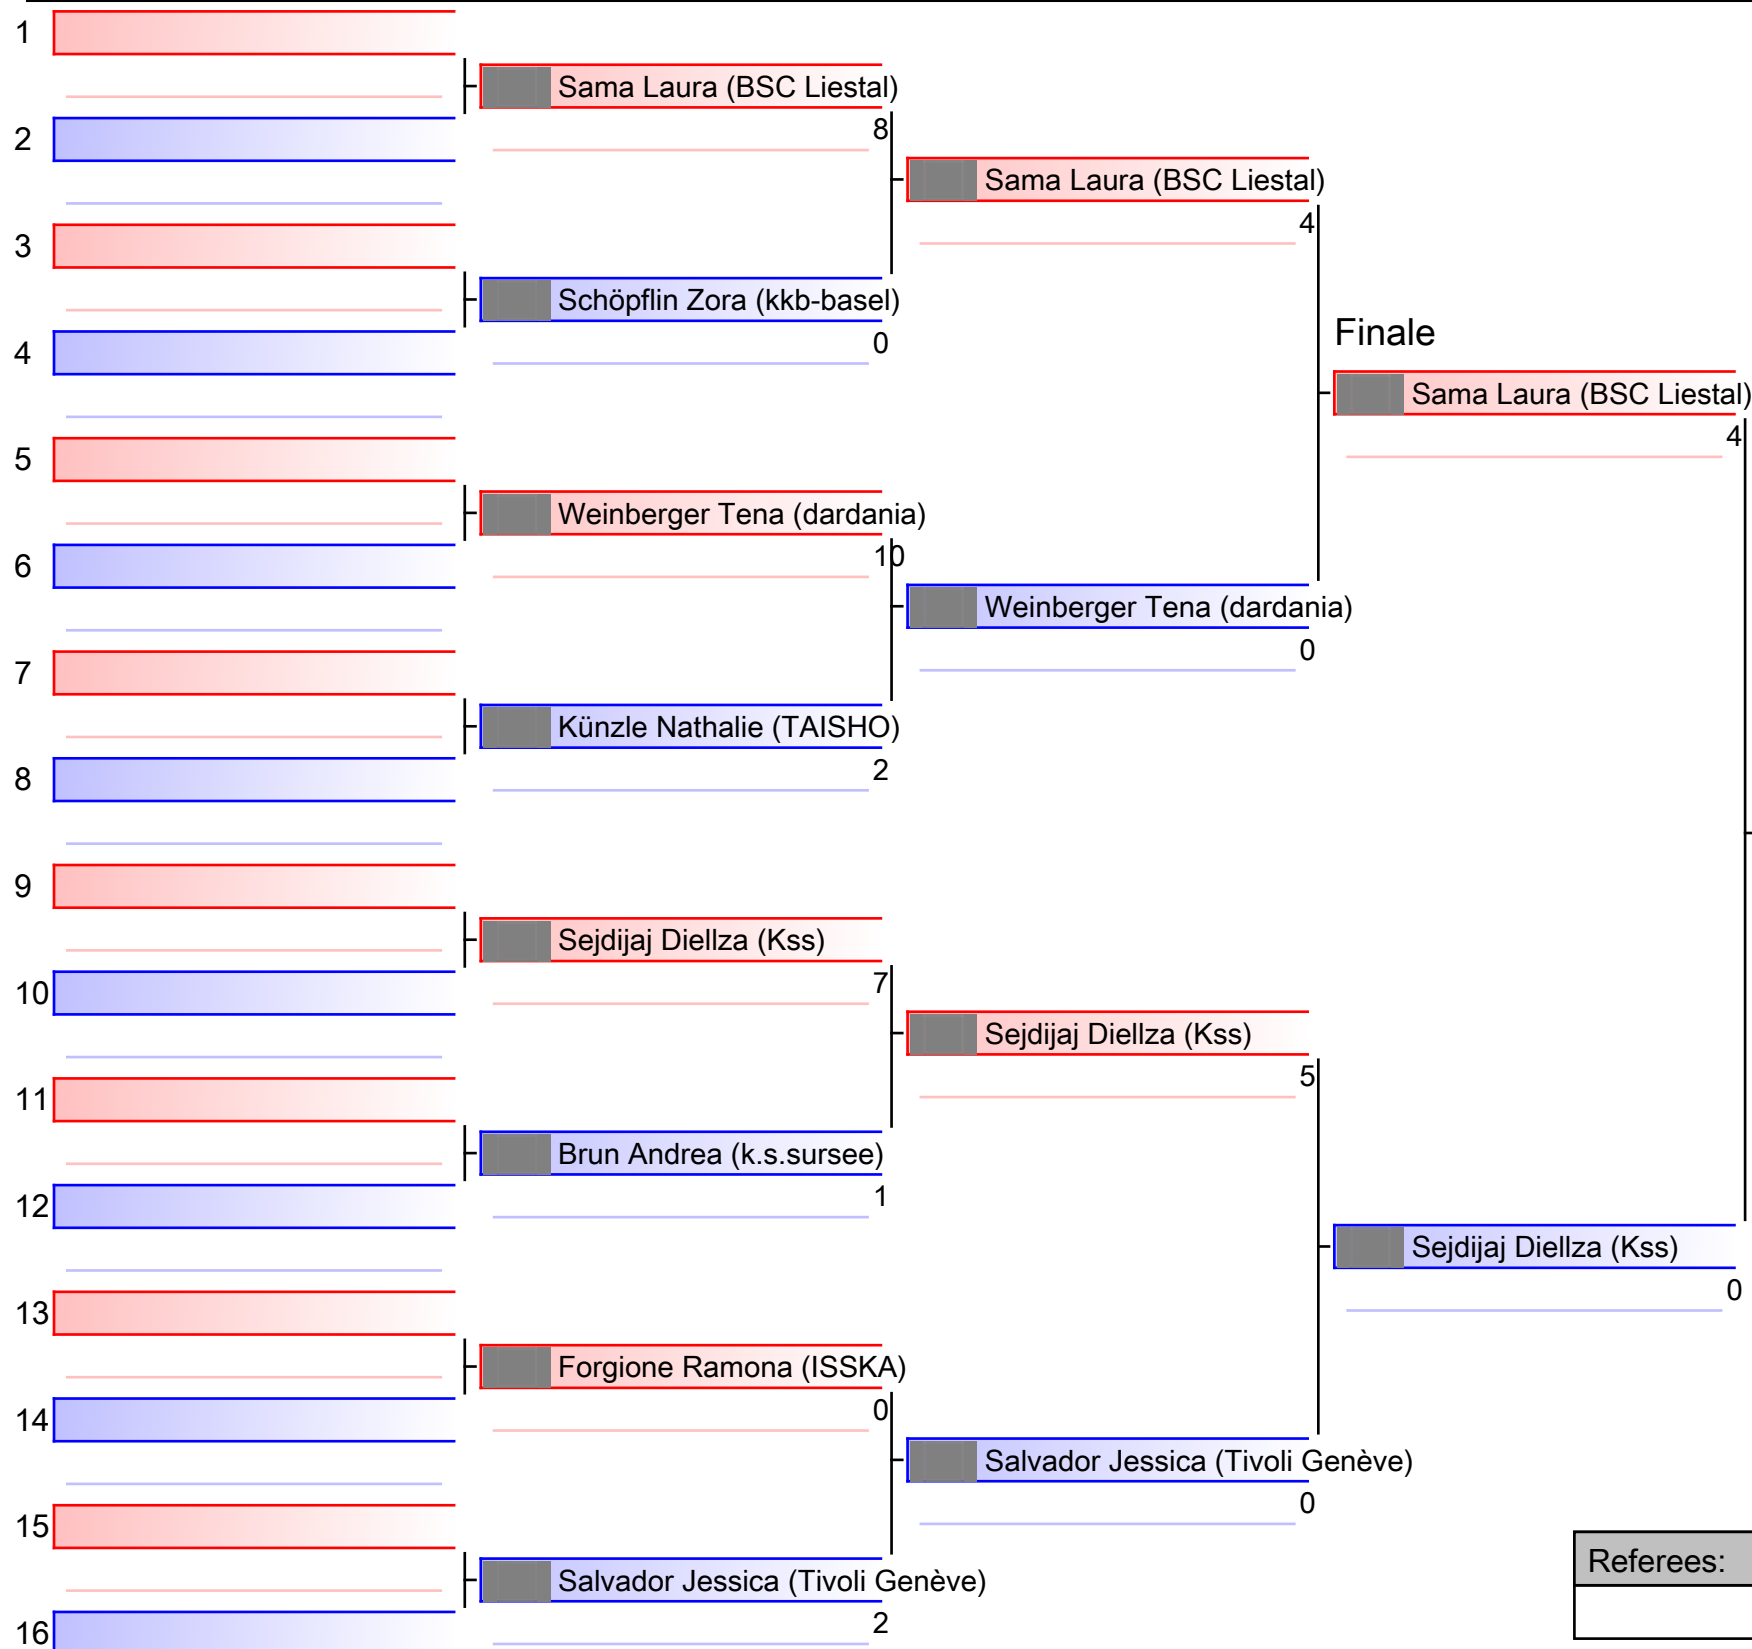 1
Sama Laura (BSC Liestal)
8
2
Sama Laura (BSC Liestal)
4
3
Schöpflin Zora (kkb-basel)
0
4
Finale
Sama Laura (BSC Liestal)
4
5
Weinberger Tena (dardania)
10
6
Weinberger Tena (dardania)
0
7
Künzle Nathalie (TAISHO)
2
8
9
Sejdijaj Diellza (Kss)
7
10
Sejdijaj Diellza (Kss)
5
11
Brun Andrea (k.s.sursee)
1
12
Sejdijaj Diellza (Kss)
0
13
Forgione Ramona (ISSKA)
0
14
Salvador Jessica (Tivoli Genève)
0
15
Salvador Jessica (Tivoli Genève)
2
16
Referees: